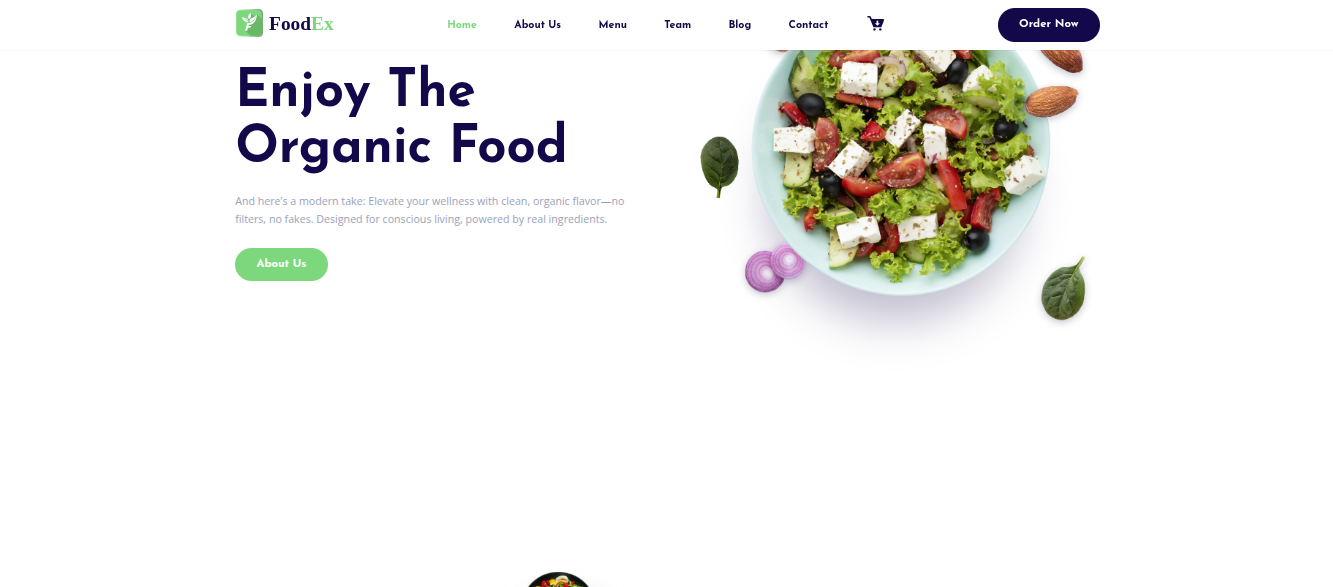 FoodEx
Home
About Us
Menu
Team
Blog
Contact
Order Now
Enjoy The
Organic Food
And here's a modern take: Elevate your wellness with clean, organic flavor—no
filters, no fakes. Designed for conscious living, powered by real ingredients.
About Us